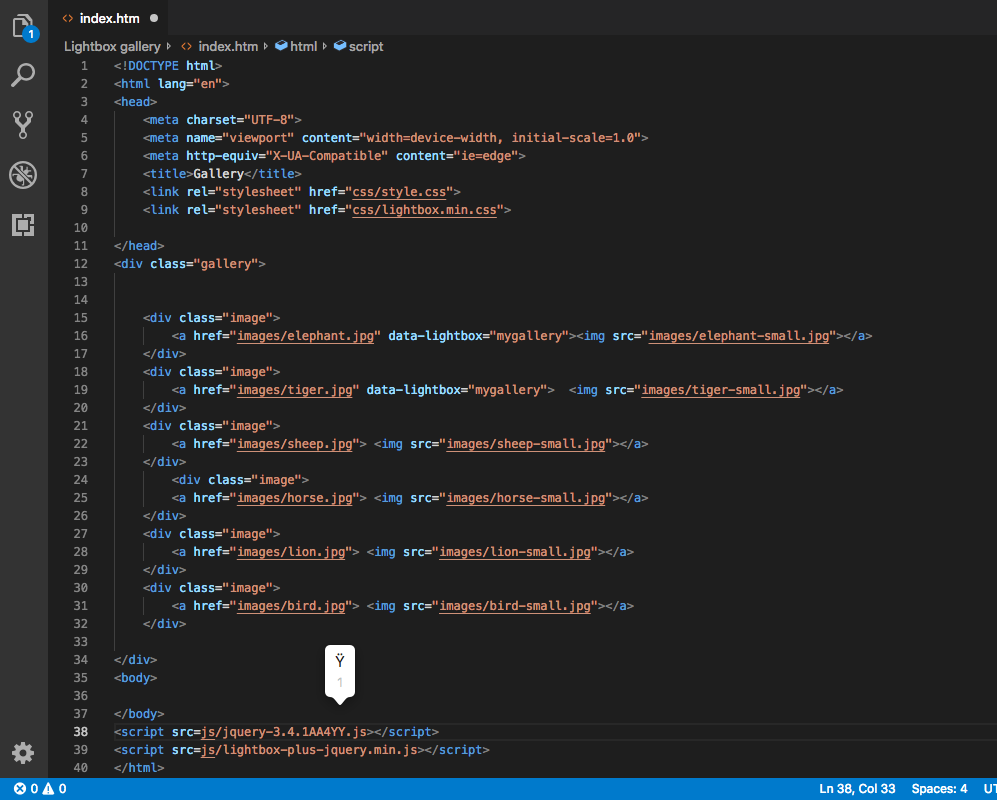 1
index.htm
Lightbox gallery index.htm html script
1 <!DOCTYPE html>
2 <html lang="en">
3 <head>
4 <meta charset="UTF-8">
5 <meta name="viewport" content="width=device-width, initial-scale=1.0">
6 <meta http-equiv="X-UA-Compatible" content="ie=edge">
7 <title>Gallery</title>
8 <link rel="stylesheet" href="css/style.css">
9 <link rel="stylesheet" href="css/lightbox.min.css">
10
11 </head>
12 <div class="gallery">
13
14
15 <div class="image">
16 <a href="images/elephant.jpg" data-lightbox="mygallery"><img src="images/elephant-small.jpg"></a>
17 </div>
18 <div class="image">
19 <a href="images/tiger.jpg" data-lightbox="mygallery">  <img src="images/tiger-small.jpg"></a>
20 </div>
21 <div class="image">
22 <a href="images/sheep.jpg"> <img src="images/sheep-small.jpg"></a>
23 </div>
24 <div class="image">
25 <a href="images/horse.jpg"> <img src="images/horse-small.jpg"></a>
26 </div>
27 <div class="image">
28 <a href="images/lion.jpg"> <img src="images/lion-small.jpg"></a>
29 </div>
30 <div class="image">
31 <a href="images/bird.jpg"> <img src="images/bird-small.jpg"></a>
32 </div>
33
34 </div>
35 <body>
Ÿ
1
36
37 </body>
38 <script src=js/jquery-3.4.1AA4YY.js></script>
39 <script src=js/lightbox-plus-jquery.min.js></script>
40 </html>
0 0 Ln 38, Col 33 Spaces: 4 UT